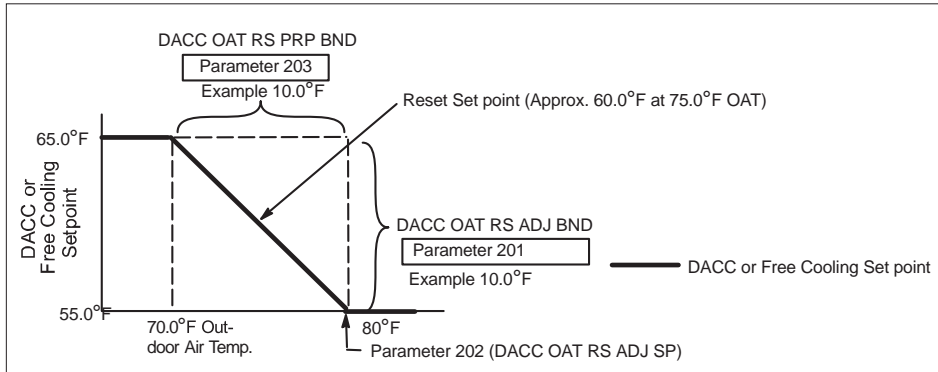 DACC OAT RS PRP BND
Parameter 203
Example 10.0°F
Reset Set point (Approx. 60.0°F at 75.0°F OAT)
65.0°F
DACC or
Free Cooling
Setpoint
DACC OAT RS ADJ BND
Parameter 201
Example 10.0°F
DACC or Free Cooling Set point
55.0°F
70.0°F Out-
door Air Temp.
80°F
Parameter 202 (DACC OAT RS ADJ SP)